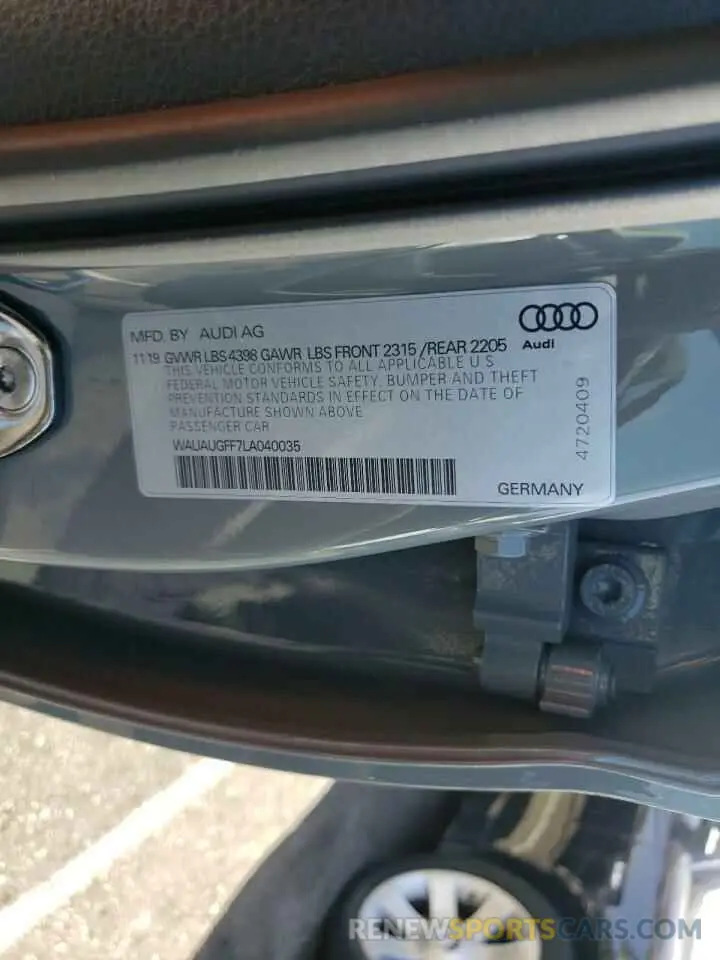 MFD. BY AUDI AG
11 19 GVWR LBS 4398 GAWR LBS FRONT 2315 / REAR 2205
Audi
THIS VEHICLE CONFORMS TO ALL APPLICABLE U S
FEDERAL MOTOR VEHICLE SAFETY, BUMPER AND THEFT
PREVENTION STANDARDS IN EFFECT ON THE DATE OF
MANUFACTURE SHOWN ABOVE
PASSENGER CAR
WAUAUGFF7LA040035
4720409
GERMANY
RENEWSPORTSCARS.COM